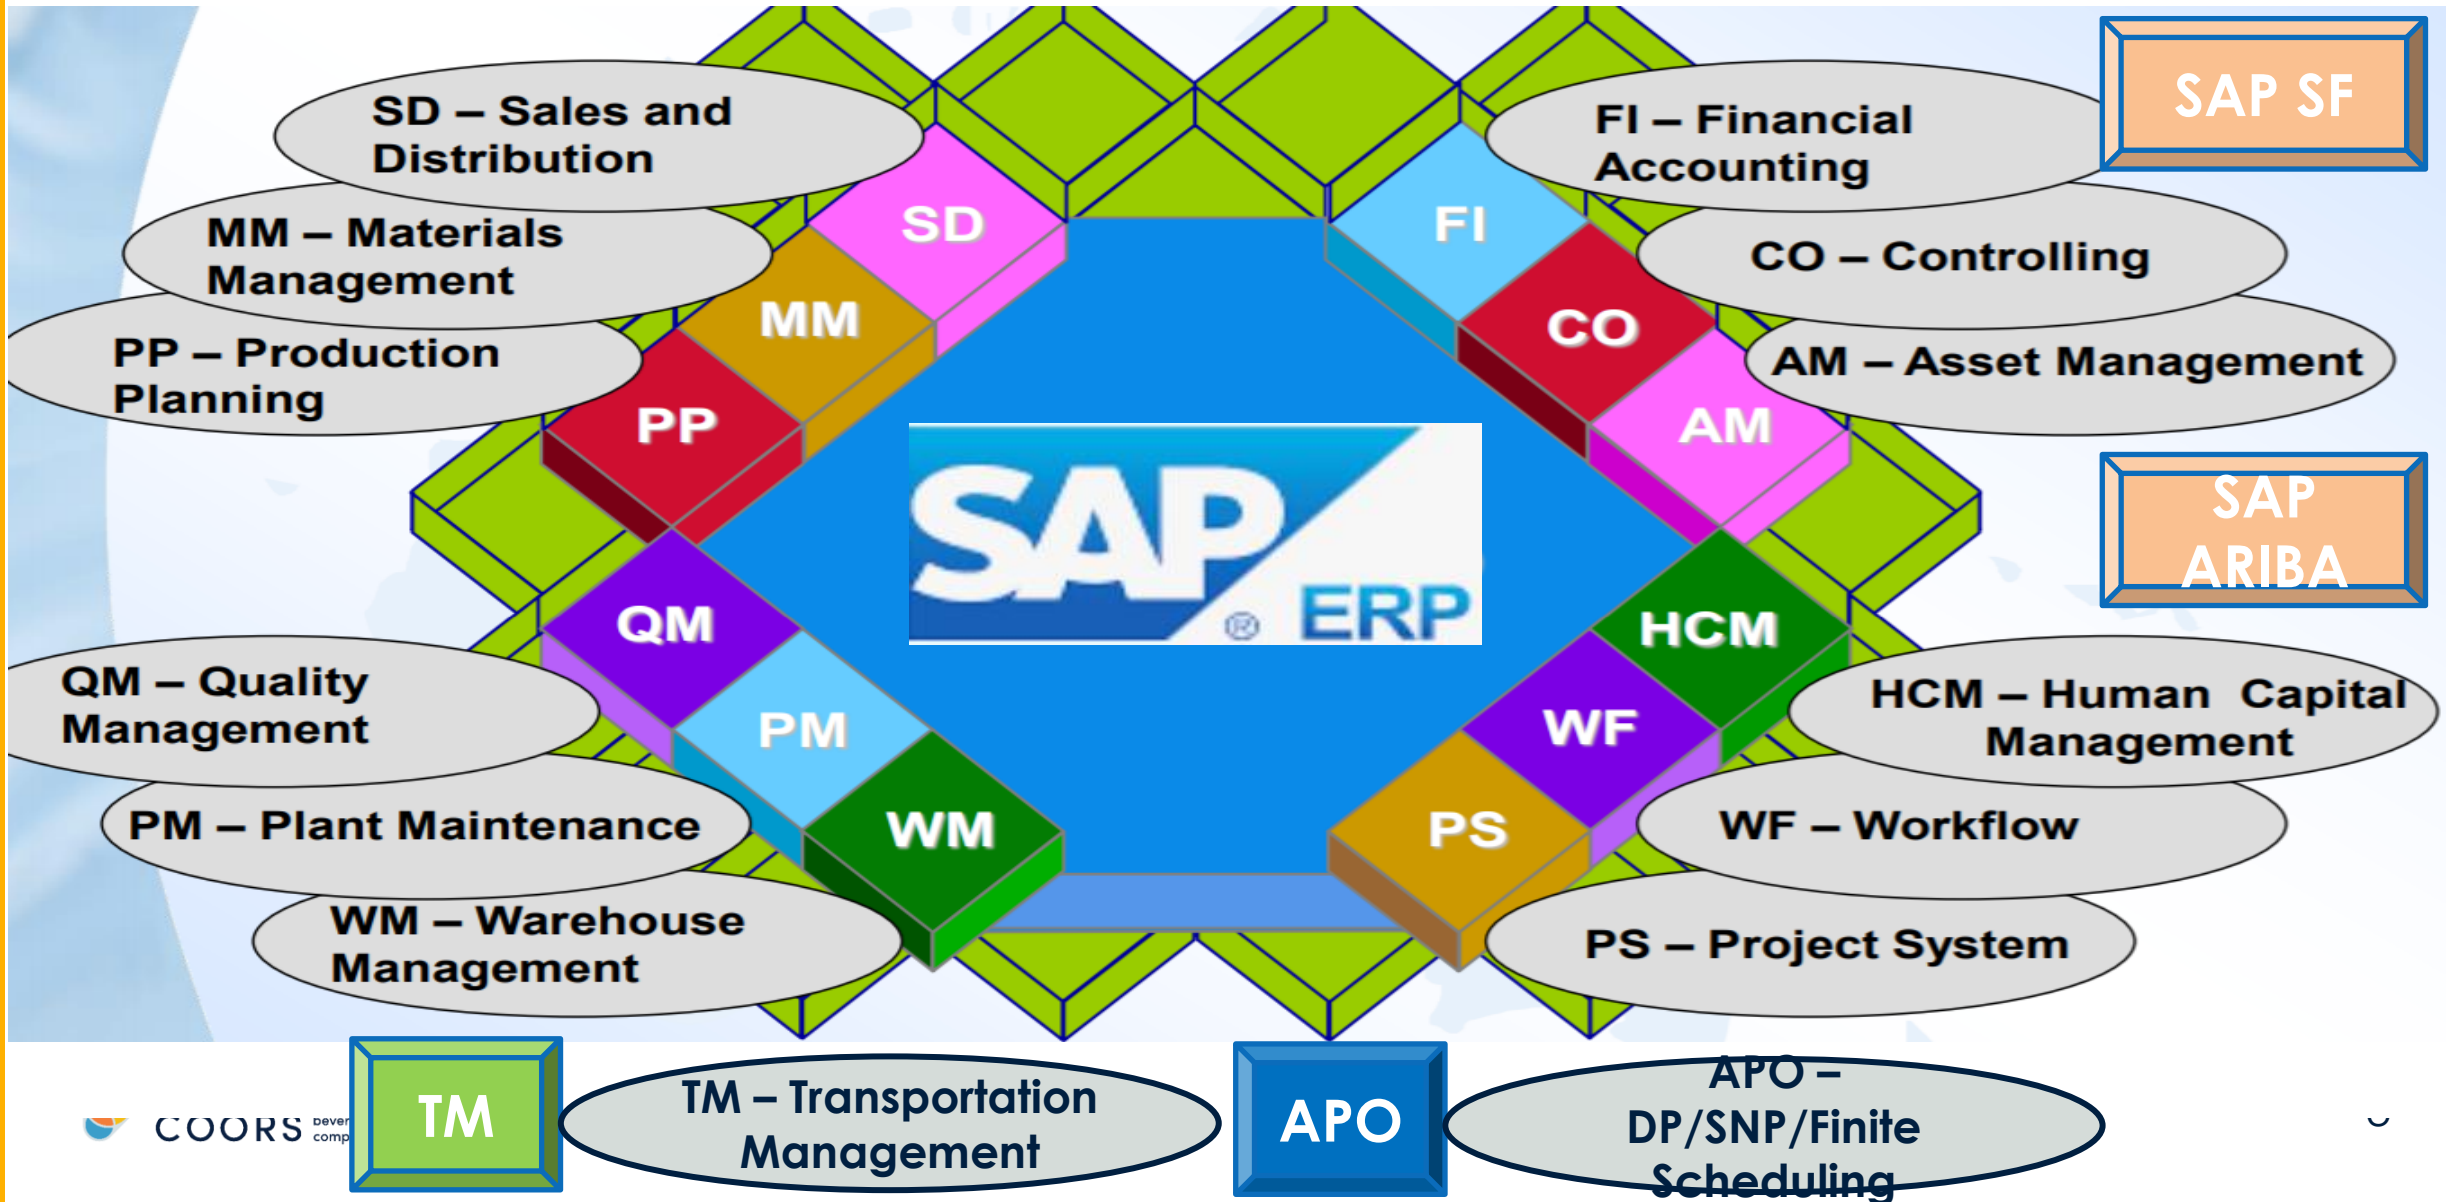 SD – Sales and
Distribution
MM – Materials
Management
PP – Production
Planning
SD
MM
PP
FI
CO
AM
FI – Financial
Accounting
CO – Controlling
AM – Asset Management
SAP SF
SAP
ARIBA
SAP
® ERP
QM
PM
WM
HCM
WF
PS
QM – Quality
Management
PM – Plant Maintenance
WM – Warehouse
Management
HCM – Human Capital
Management
WF – Workflow
PS – Project System
COORS
bever
comp
TM
TM – Transportation
Management
APO
APO –
DP/SNP/Finite
Scheduling